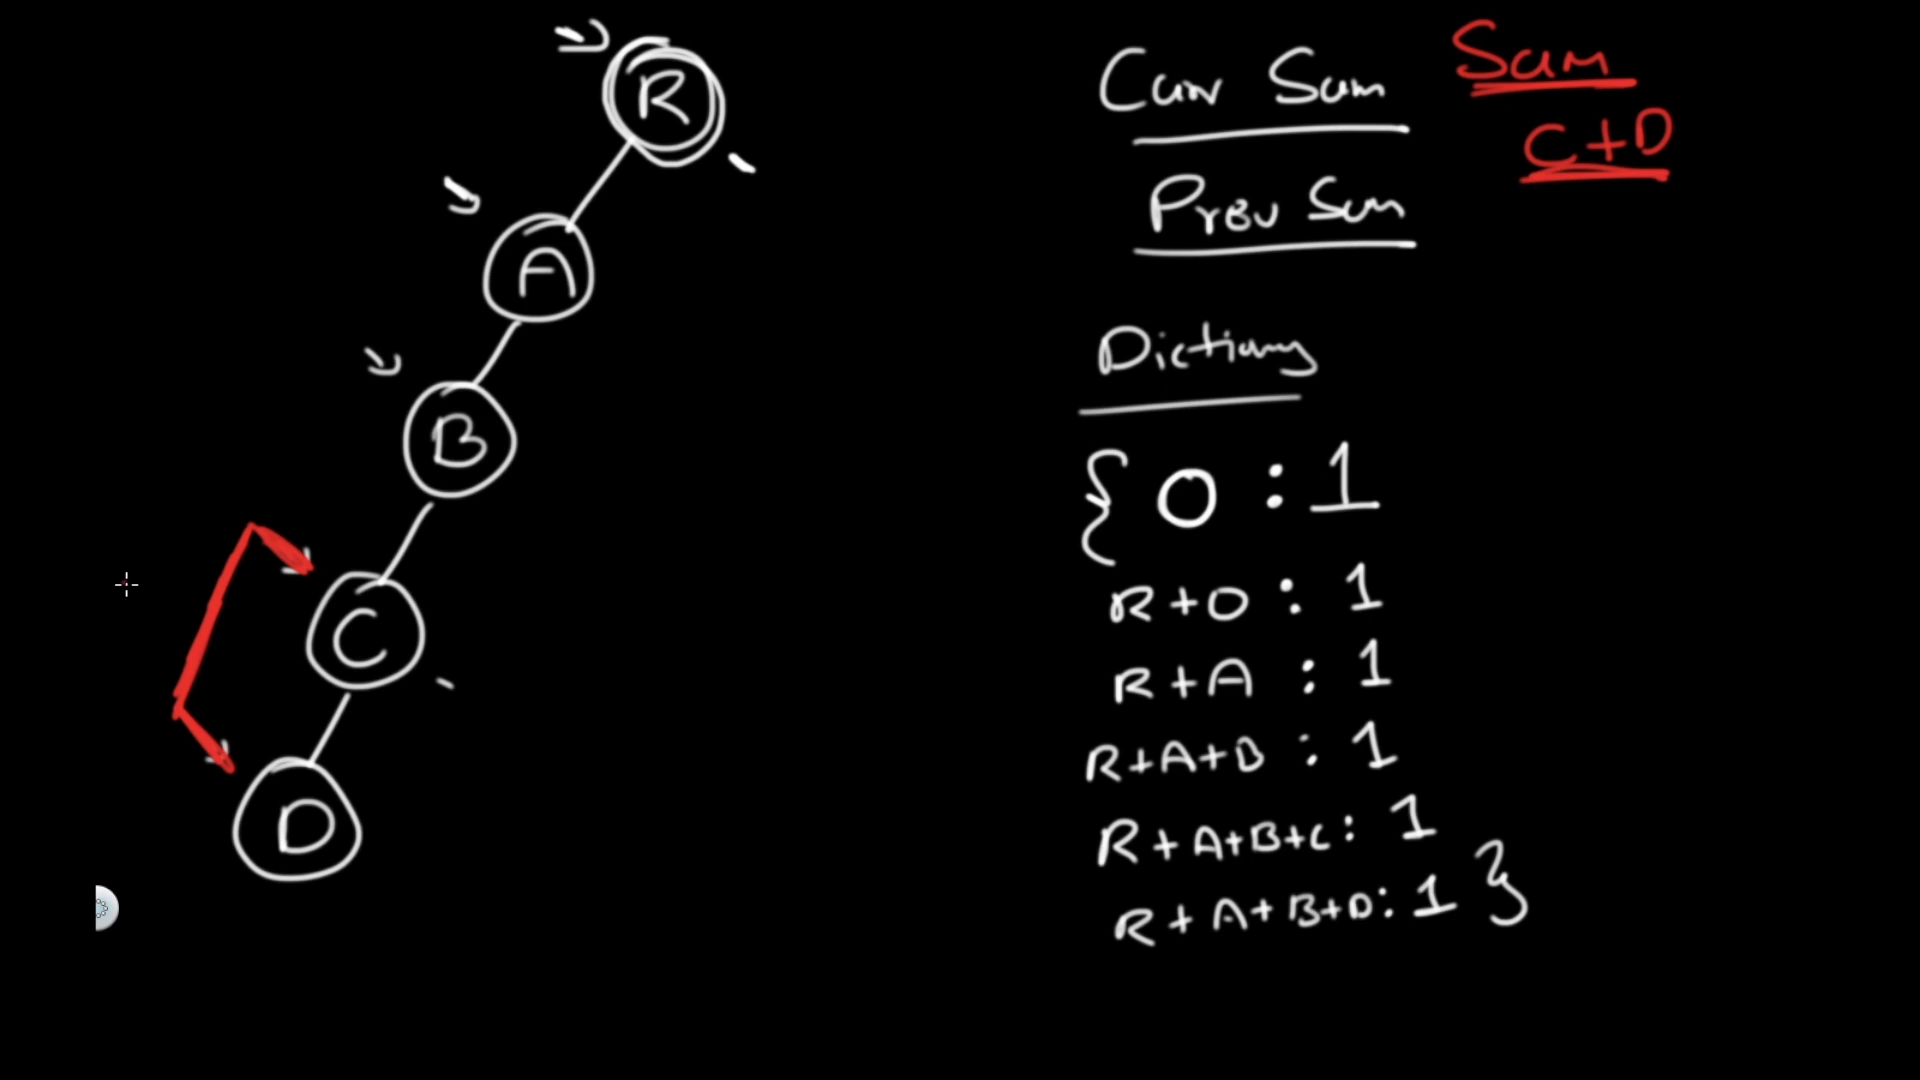 R
A
B
C
D
Curr Sum
Sum
C+D
Prev Sum
Dictionary
{ 0 : 1
R+0 : 1
R+A : 1
R+A+B : 1
R+A+B+C : 1
R+A+B+D : 1 }